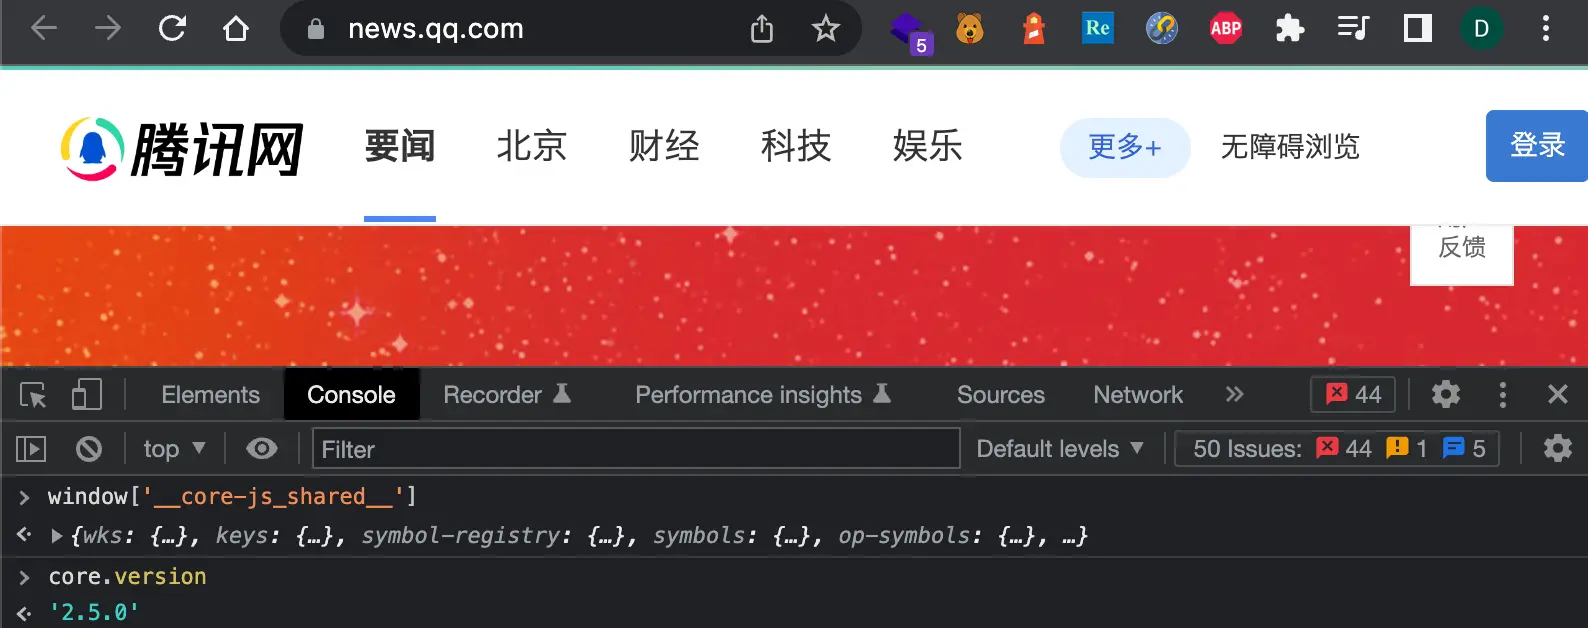 news.qq.com
5
Re
ABP
D
腾讯网 要闻 北京 财经 科技 娱乐 更多+ 无障碍浏览 登录
反馈
Elements Console Recorder Performance insights Sources Network 44
top Filter Default levels 50 Issues: 44 1 5
window['__core-js_shared__']
{wks: {…}, keys: {…}, symbol-registry: {…}, symbols: {…}, op-symbols: {…}, …}
core.version
'2.5.0'